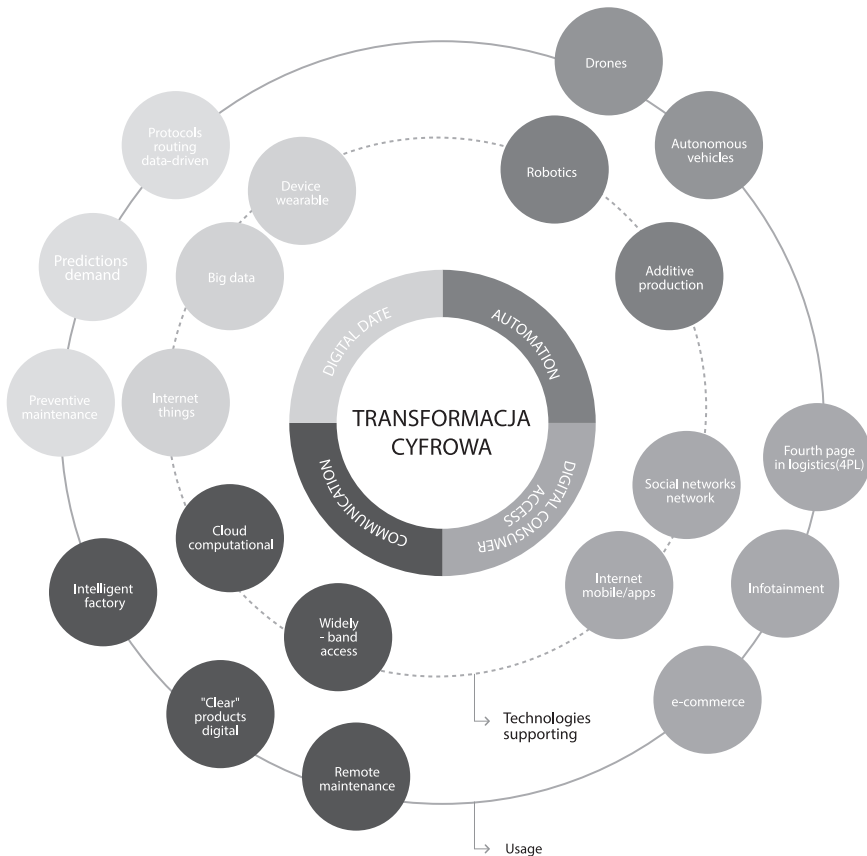 Drones
Autonomous
vehicles
Protocols
routing
data-driven
Device
wearable
Robotics
Predictions
demand
Big data
Additive
production
DIGITAL DATE
AUTOMATION
Preventive
maintenance
Internet
things
TRANSFORMACJA
CYFROWA
Fourth page
in logistics(4PL)
Social networks
network
COMMUNICATION
DIGITAL CONSUMER
ACCESS
Cloud
computational
Intelligent
factory
Internet
mobile/apps
Infotainment
Widely
- band
access
"Clear"
products
digital
e-commerce
Technologies
supporting
Remote
maintenance
Usage